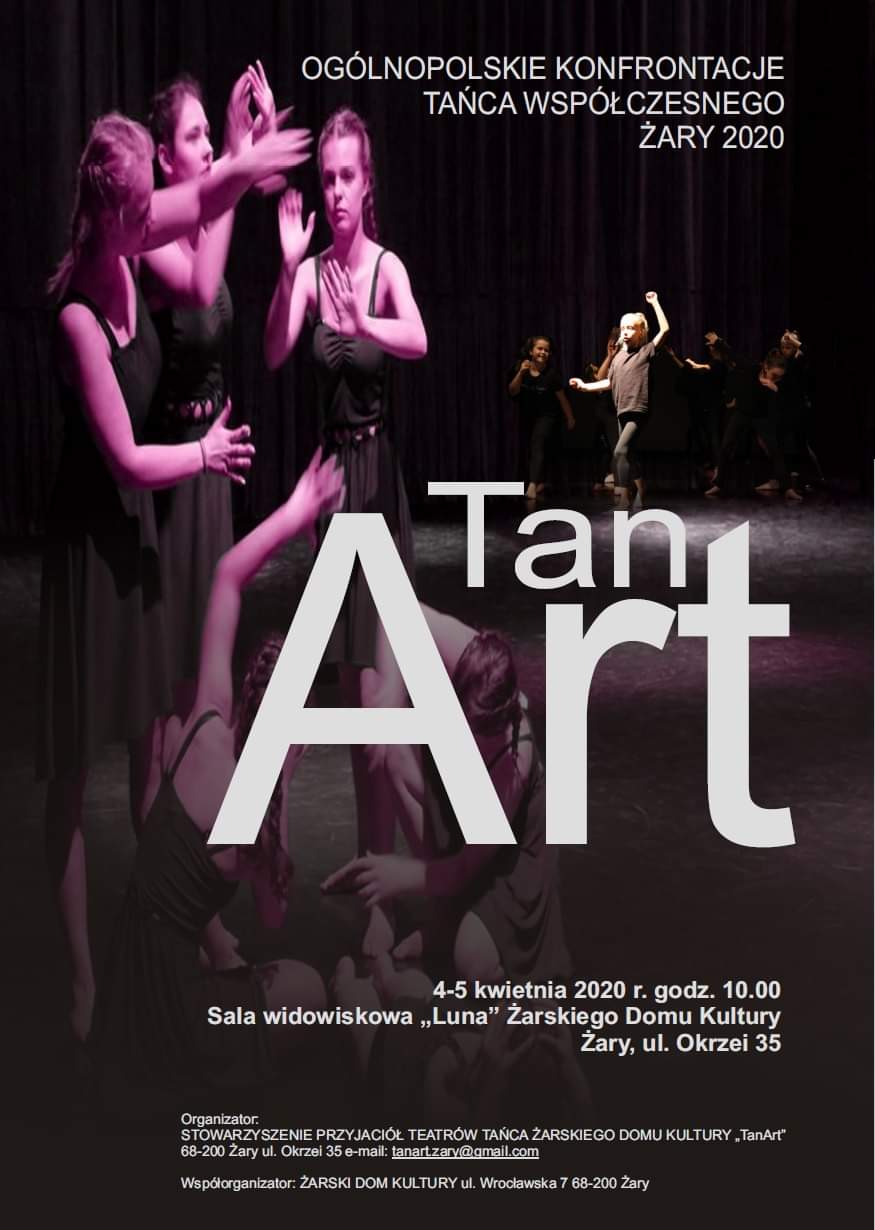 OGÓLNOPOLSKIE KONFRONTACJE
TAŃCA WSPÓŁCZESNEGO
ŻARY 2020
Tan
Art
4-5 kwietnia 2020 r. godz. 10.00
Sala widowiskowa „Luna” Żarskiego Domu Kultury
Żary, ul. Okrzei 35
Organizator:
STOWARZYSZENIE PRZYJACIÓŁ TEATRÓW TAŃCA ŻARSKIEGO DOMU KULTURY „TanArt”
68-200 Żary ul. Okrzei 35 e-mail: tanart.zary@gmail.com
Współorganizator: ŻARSKI DOM KULTURY ul. Wrocławska 7 68-200 Żary